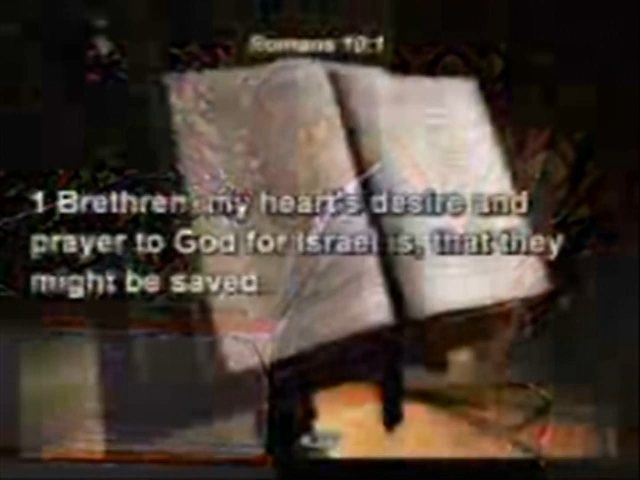 Romans 10:1
1 Brethren, my heart's desire and
prayer to God for Israel is, that they
might be saved.